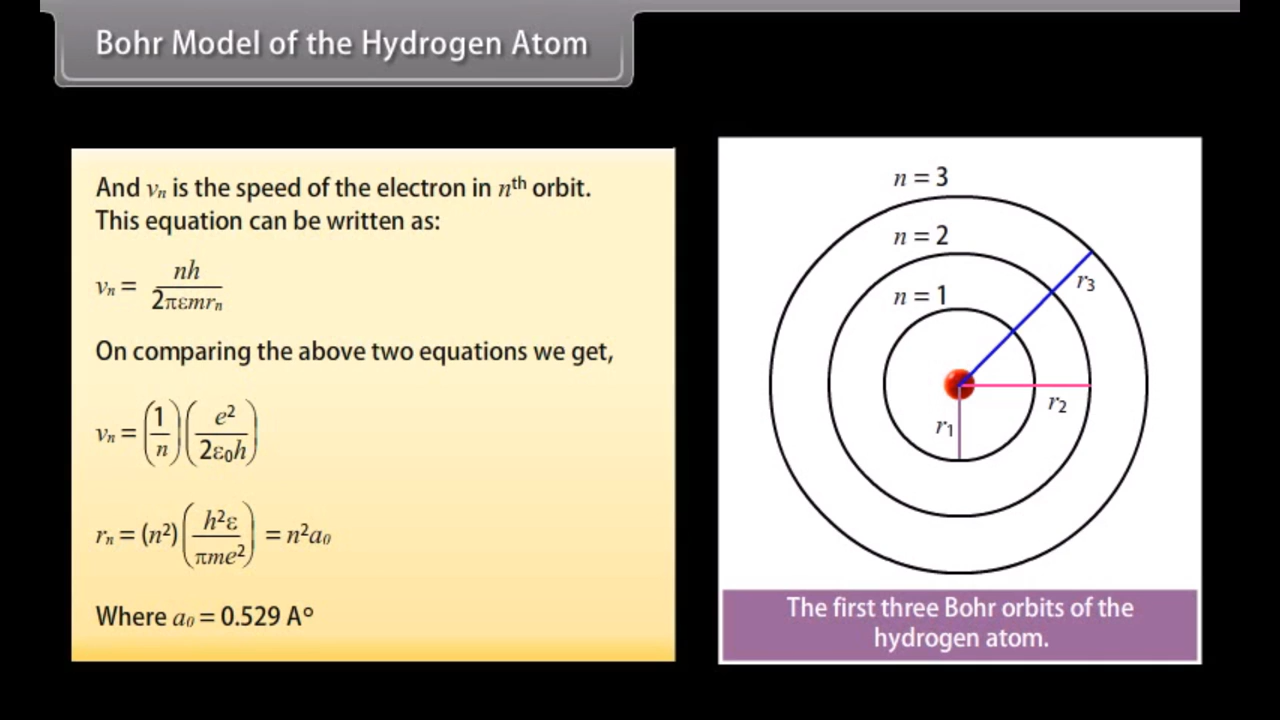 Bohr Model of the Hydrogen Atom
And vₙ is the speed of the electron in nᵗʰ orbit.
This equation can be written as:
vₙ = nh / 2πεmrₙ
On comparing the above two equations we get,
vₙ = (1/n) (e²/2ε₀h)
rₙ = (n²) (h²ε/πme²) = n²a₀
Where a₀ = 0.529 Aº
n = 3
n = 2
n = 1
r₃
r₂
r₁
The first three Bohr orbits of the
hydrogen atom.